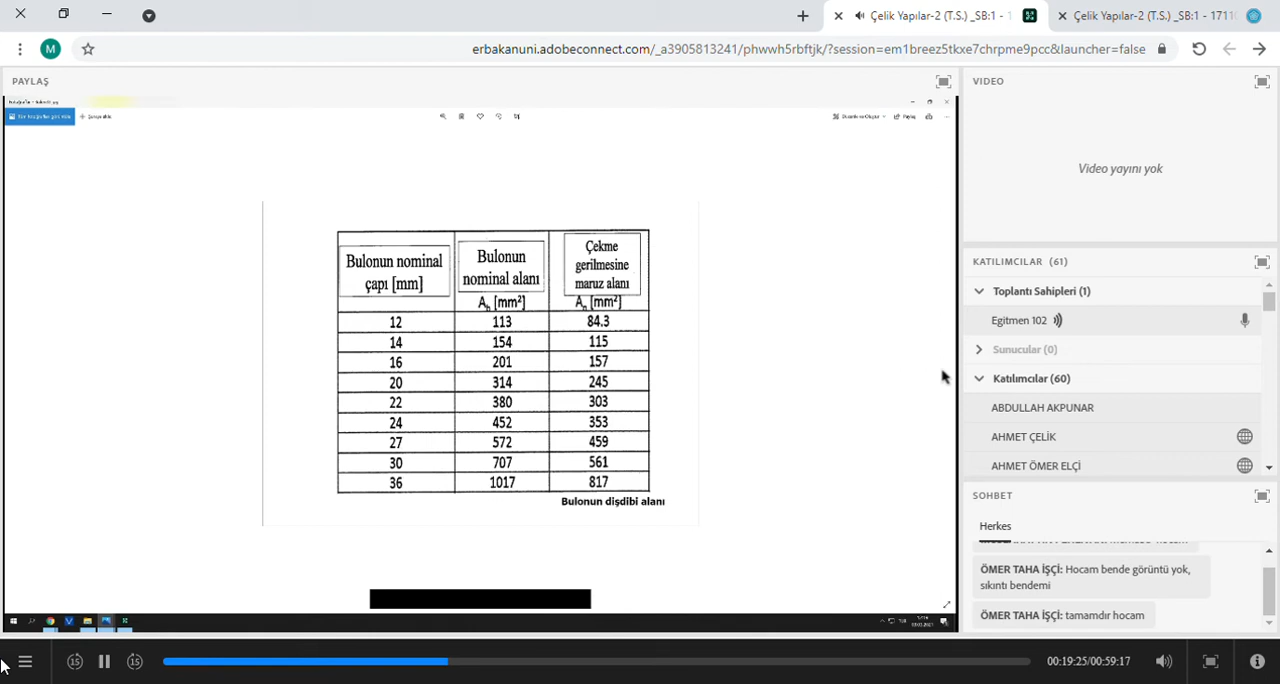 Çelik Yapılar-2 (T.S.) _SB:1 - 1
Çelik Yapılar-2 (T.S.) _SB:1 - 1711
M
erbakanuni.adobeconnect.com/_a3905813241/phwwh5rbftjk/?session=em1breez5tkxe7chrpme9pcc&launcher=false
PAYLAŞ
Paylaş
Bulonun nominal çapı [mm]
Bulonun nominal alanı
Ab [mm²]
Çekme gerilmesine maruz alanı
An [mm²]
12 113 84.3
14 154 115
16 201 157
20 314 245
22 380 303
24 452 353
27 572 459
30 707 561
36 1017 817
Bulonun dişdibi alanı
VIDEO
Video yayını yok
KATILIMCILAR (61)
Toplantı Sahipleri (1)
Egitmen 102
Sunucular (0)
Katılımcılar (60)
ABDULLAH AKPUNAR
AHMET ÇELİK
AHMET ÖMER ELÇİ
SOHBET
Herkes
ÖMER TAHA İŞÇİ: Hocam bende görüntü yok,
sıkıntı bendemi
ÖMER TAHA İŞÇİ: tamamdır hocam
15
15
00:19:25/00:59:17